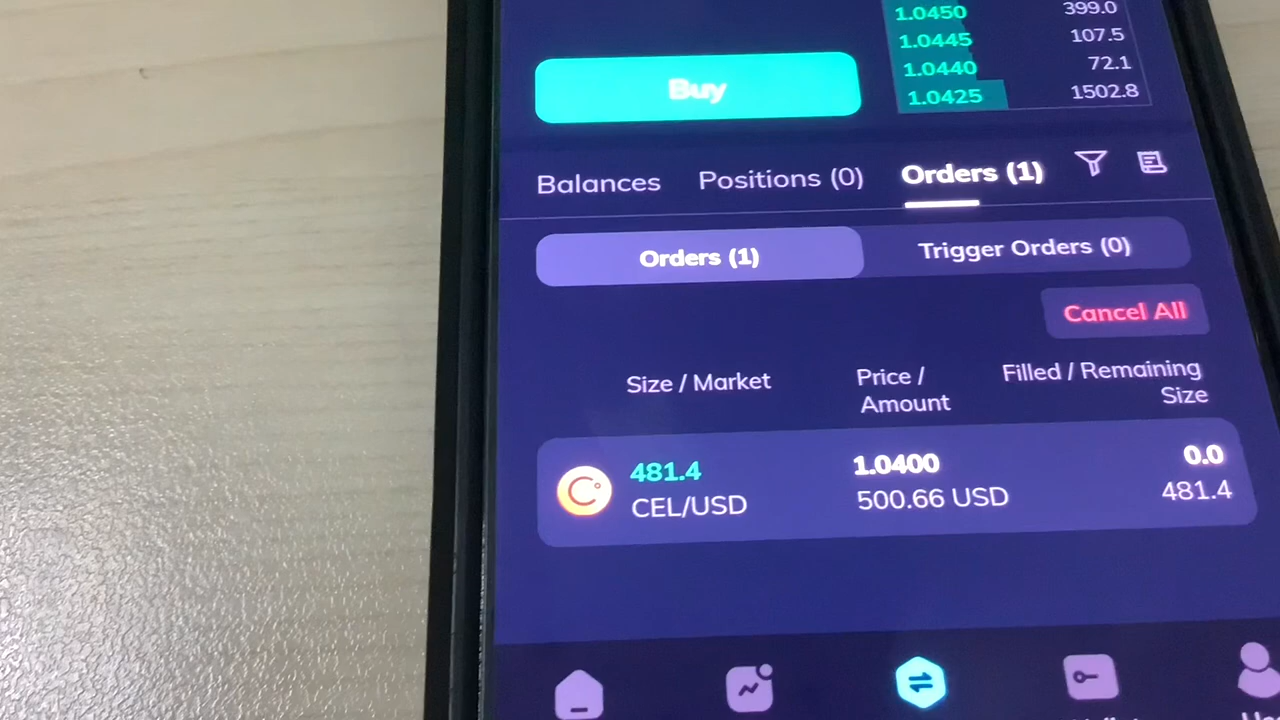 1.0450 399.0
1.0445 107.5
1.0440 72.1
1.0425 1502.8
Buy
Balances Positions (0) Orders (1)
Orders (1) Trigger Orders (0)
Cancel All
Size / Market Price / Amount Filled / Remaining Size
481.4 1.0400 0.0
CEL/USD 500.66 USD 481.4